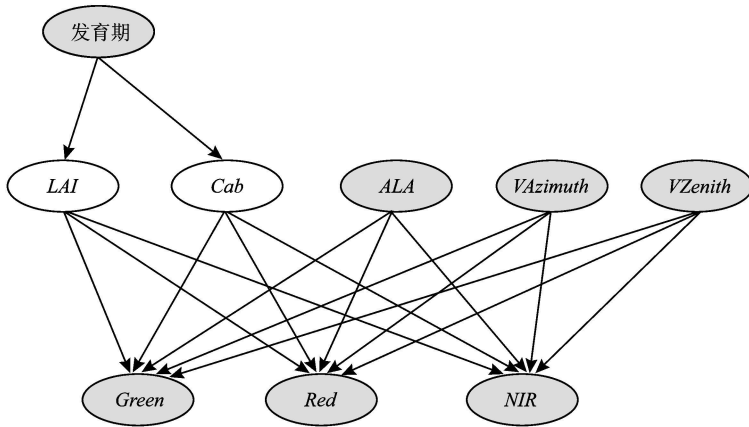 发育期
LAI
Cab
ALA
VAzimuth
VZenith
Green
Red
NIR